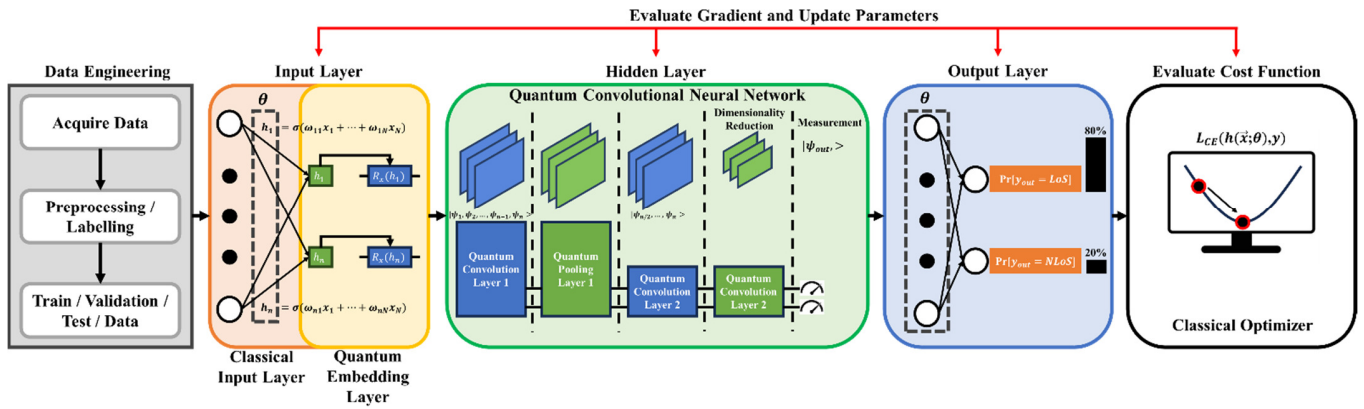 Evaluate Gradient and Update Parameters
Data Engineering
Acquire Data
Preprocessing /
Labelling
Train / Validation /
Test / Data
Input Layer
θ
h₁ = σ(ω₁₁x₁ + ⋯ + ω₁ₙxₙ)
h₁
Rₓ(h₁)
hₙ
Rₓ(hₙ)
hₙ = σ(ωₙ₁x₁ + ⋯ + ωₙₙxₙ)
Classical
Input Layer
Quantum
Embedding
Layer
Hidden Layer
Quantum Convolutional Neural Network
Dimensionality
Reduction
Measurement
|ψₒᵤₜ,>
|ψ₁, ψ₂, …, ψₙ₋₁, ψₙ >
|ψₙ/₂, …, ψₙ >
Quantum
Convolution
Layer 1
Quantum
Pooling
Layer 1
Quantum
Convolution
Layer 2
Quantum
Convolution
Layer 2
Output Layer
θ
80%
Pr[yₒᵤₜ = LoS]
20%
Pr[yₒᵤₜ = NLoS]
Evaluate Cost Function
L_CE(h(x⃗;θ),y)
Classical Optimizer